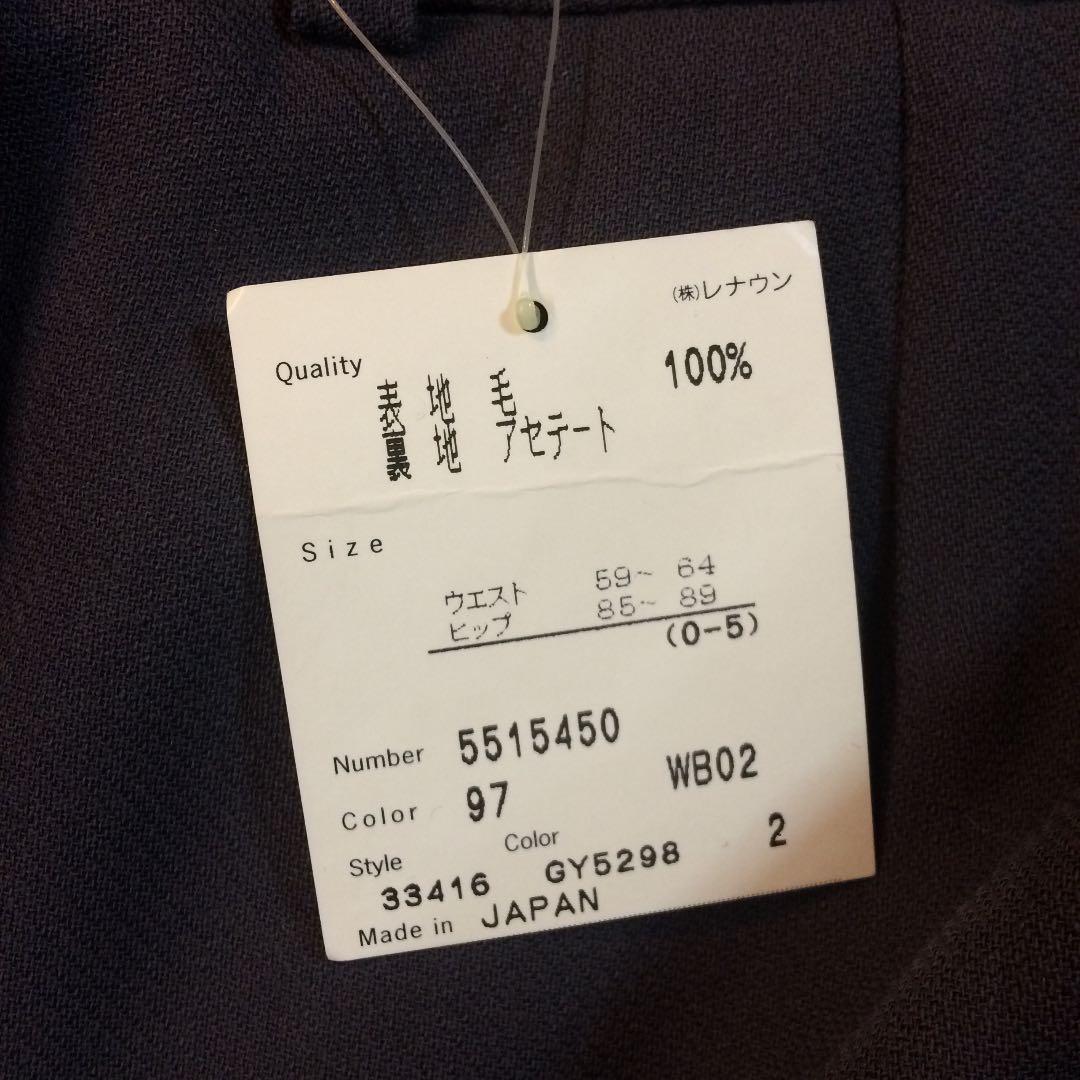 (株)レナウン
Quality
表 地 毛 100%
裏 地 アセテート
Size
ウエスト 59~ 64
ヒップ 85~ 89
(0-5)
Number 5515450
Color 97 WB02
Style Color 2
33416 GY5298
Made in JAPAN